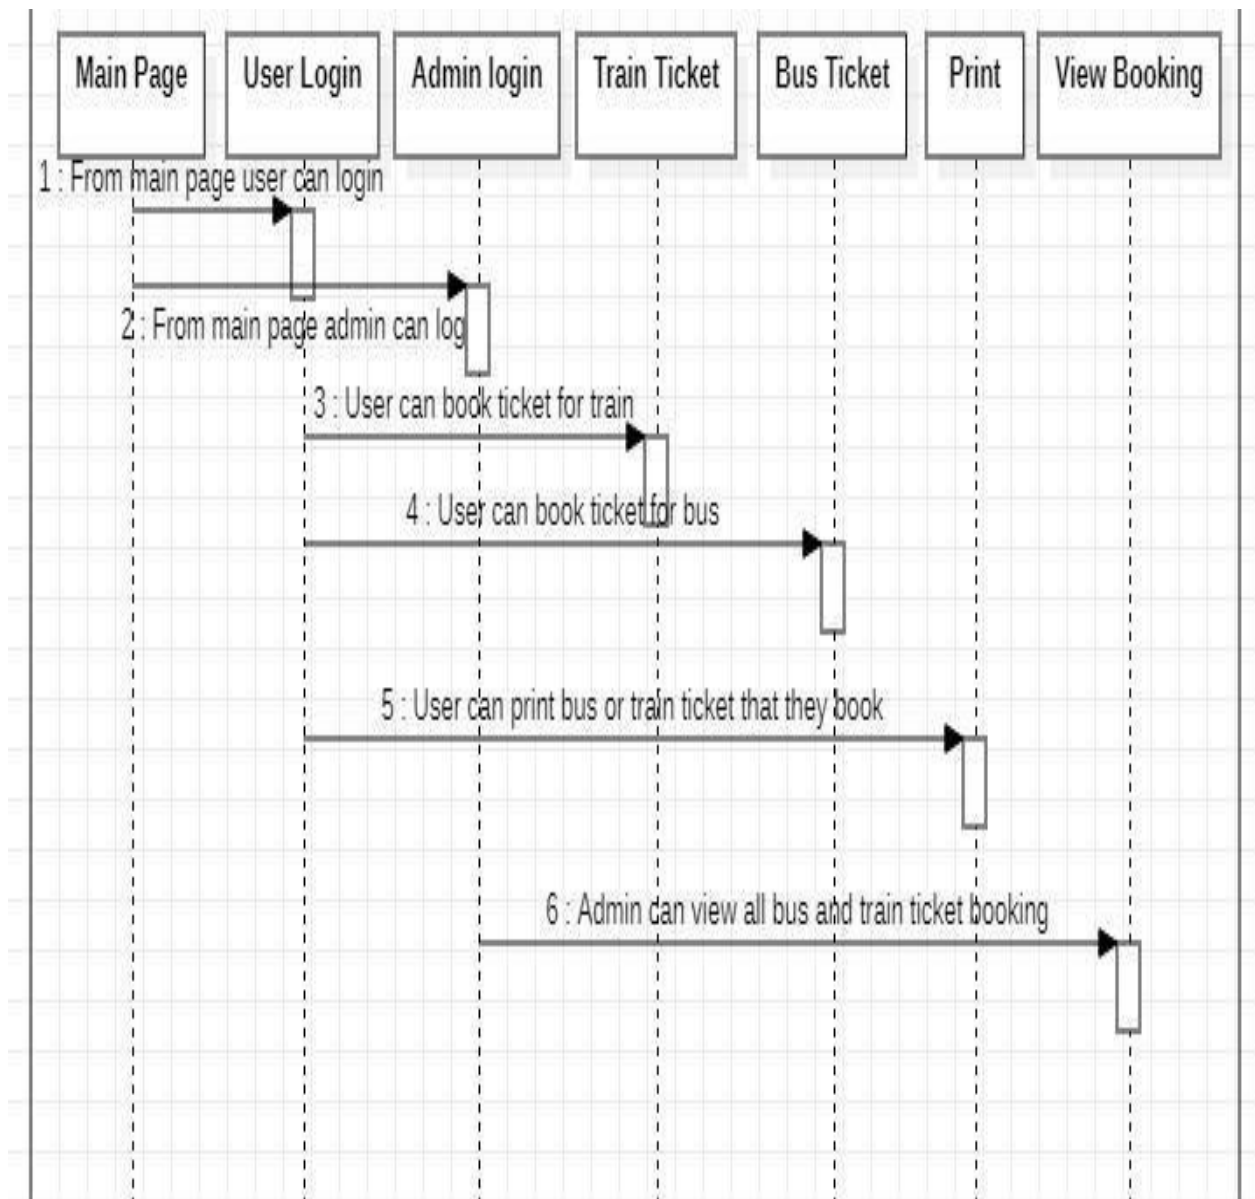 Main Page
User Login
Admin login
Train Ticket
Bus Ticket
Print
View Booking
1 : From main page user can login
2 : From main page admin can log
3 : User can book ticket for train
4 : User can book ticket for bus
5 : User can print bus or train ticket that they book
6 : Admin can view all bus and train ticket booking